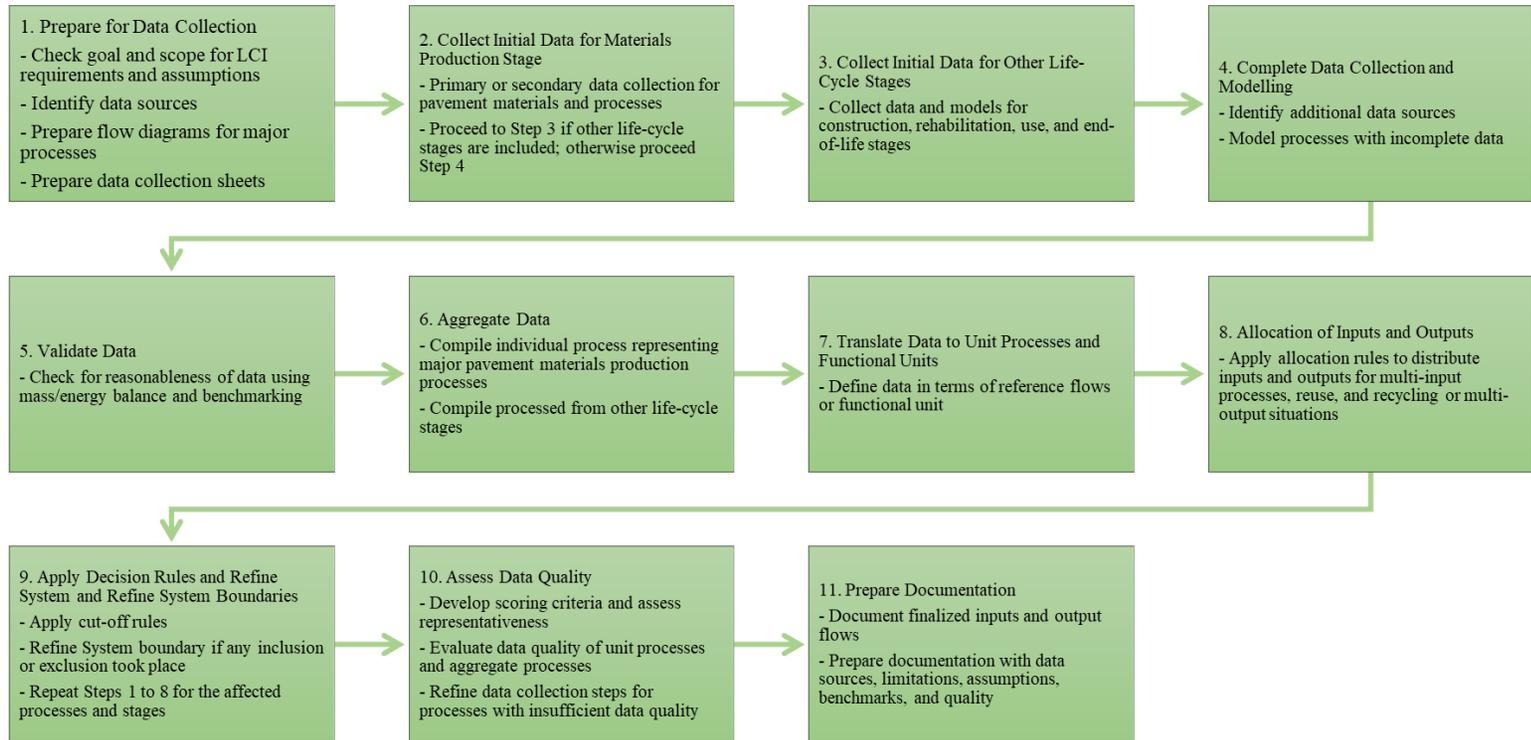 1. Prepare for Data Collection
- Check goal and scope for LCI
requirements and assumptions
- Identify data sources
- Prepare flow diagrams for major
processes
- Prepare data collection sheets
2. Collect Initial Data for Materials
Production Stage
- Primary or secondary data collection for
pavement materials and processes
- Proceed to Step 3 if other life-cycle
stages are included; otherwise proceed
Step 4
3. Collect Initial Data for Other Life-
Cycle Stages
- Collect data and models for
construction, rehabilitation, use, and end-
of-life stages
4. Complete Data Collection and
Modelling
- Identify additional data sources
- Model processes with incomplete data
5. Validate Data
- Check for reasonableness of data using
mass/energy balance and benchmarking
6. Aggregate Data
- Compile individual process representing
major pavement materials production
processes
- Compile processed from other life-cycle
stages
7. Translate Data to Unit Processes and
Functional Units
- Define data in terms of reference flows
or functional unit
8. Allocation of Inputs and Outputs
- Apply allocation rules to distribute
inputs and outputs for multi-input
processes, reuse, and recycling or multi-
output situations
9. Apply Decision Rules and Refine
System and Refine System Boundaries
- Apply cut-off rules
- Refine System boundary if any inclusion
or exclusion took place
- Repeat Steps 1 to 8 for the affected
processes and stages
10. Assess Data Quality
- Develop scoring criteria and assess
representativeness
- Evaluate data quality of unit processes
and aggregate processes
- Refine data collection steps for
processes with insufficient data quality
11. Prepare Documentation
- Document finalized inputs and output
flows
- Prepare documentation with data
sources, limitations, assumptions,
benchmarks, and quality